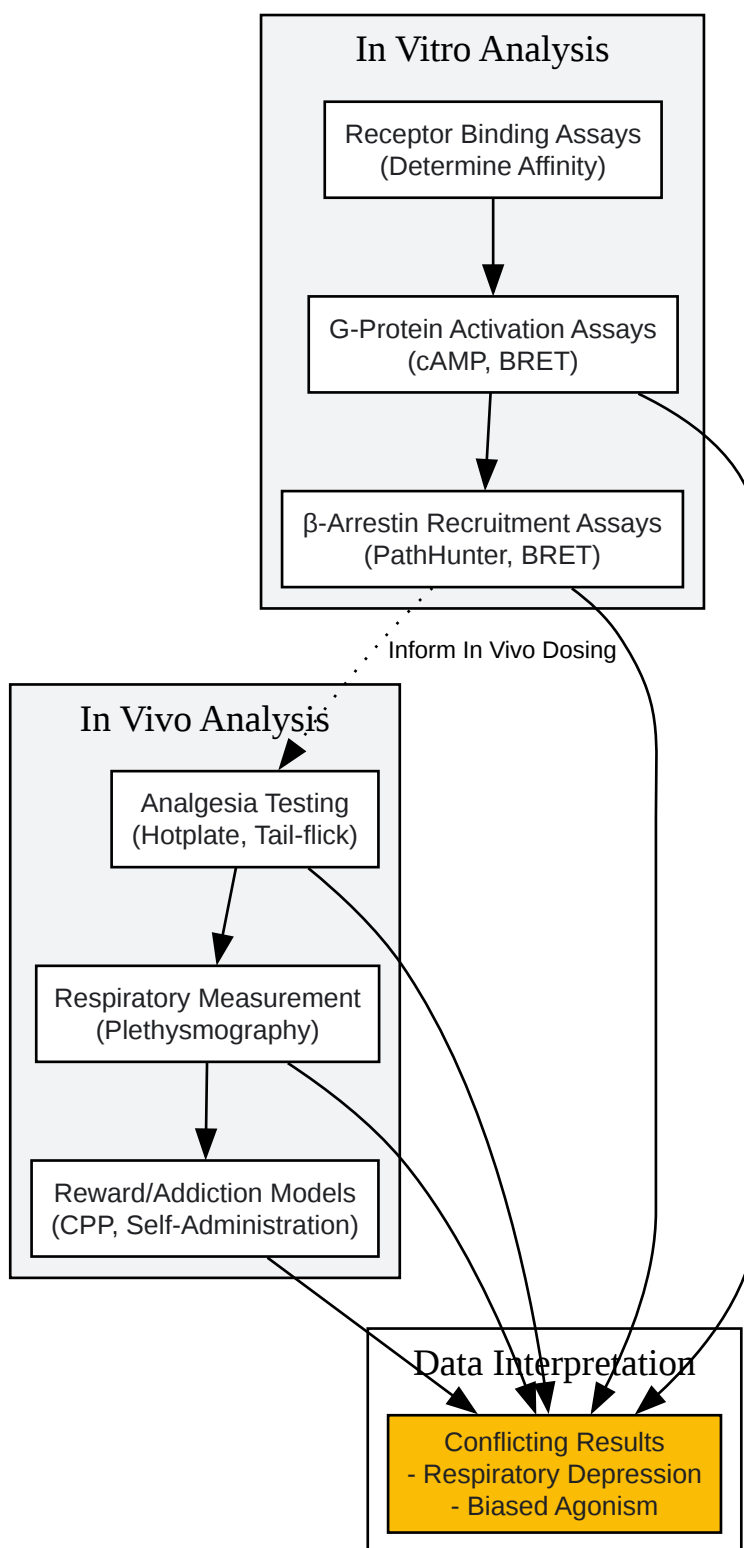 In Vitro Analysis
Receptor Binding Assays
(Determine Affinity)
G-Protein Activation Assays
(cAMP, BRET)
β-Arrestin Recruitment Assays
(PathHunter, BRET)
Inform In Vivo Dosing
In Vivo Analysis
Analgesia Testing
(Hotplate, Tail-flick)
Respiratory Measurement
(Plethysmography)
Reward/Addiction Models
(CPP, Self-Administration)
Data Interpretation
Conflicting Results
- Respiratory Depression
- Biased Agonism